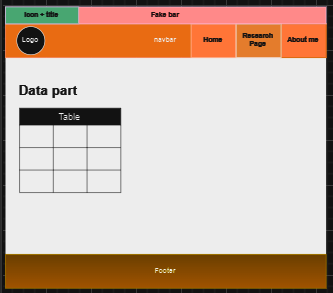 Icon + title
Fake bar
Logo
navbar
Home
Research
Page
About me
Data part
Table
Footer